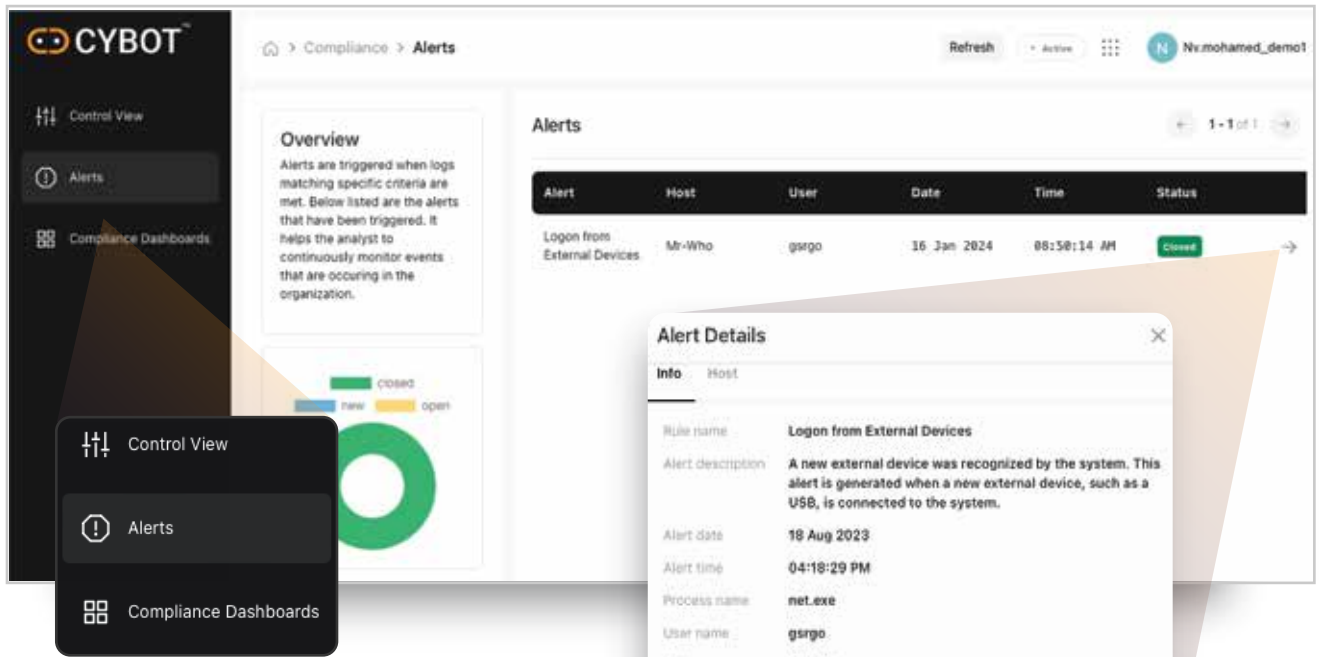 CYBOT™
Control View
Alerts
Compliance Dashboards
> Compliance > Alerts
Refresh
Active
N
Nv.mohamed_demo1
Overview
Alerts are triggered when logs
matching specific criteria are
met. Below listed are the alerts
that have been triggered. It
helps the analyst to
continuously monitor events
that are occuring in the
organization.
closed
new open
Alerts
1 - 1 of 1
Alert Host User Date Time Status
Logon from
External Devices
Mr-Who gsrgo 16 Jan 2024 08:50:14 AM Closed
Alert Details
Info Host
Rule name Logon from External Devices
Alert description A new external device was recognized by the system. This
alert is generated when a new external device, such as a
USB, is connected to the system.
Alert date 18 Aug 2023
Alert time 04:18:29 PM
Process name net.exe
User name gsrgo
Control View
Alerts
Compliance Dashboards